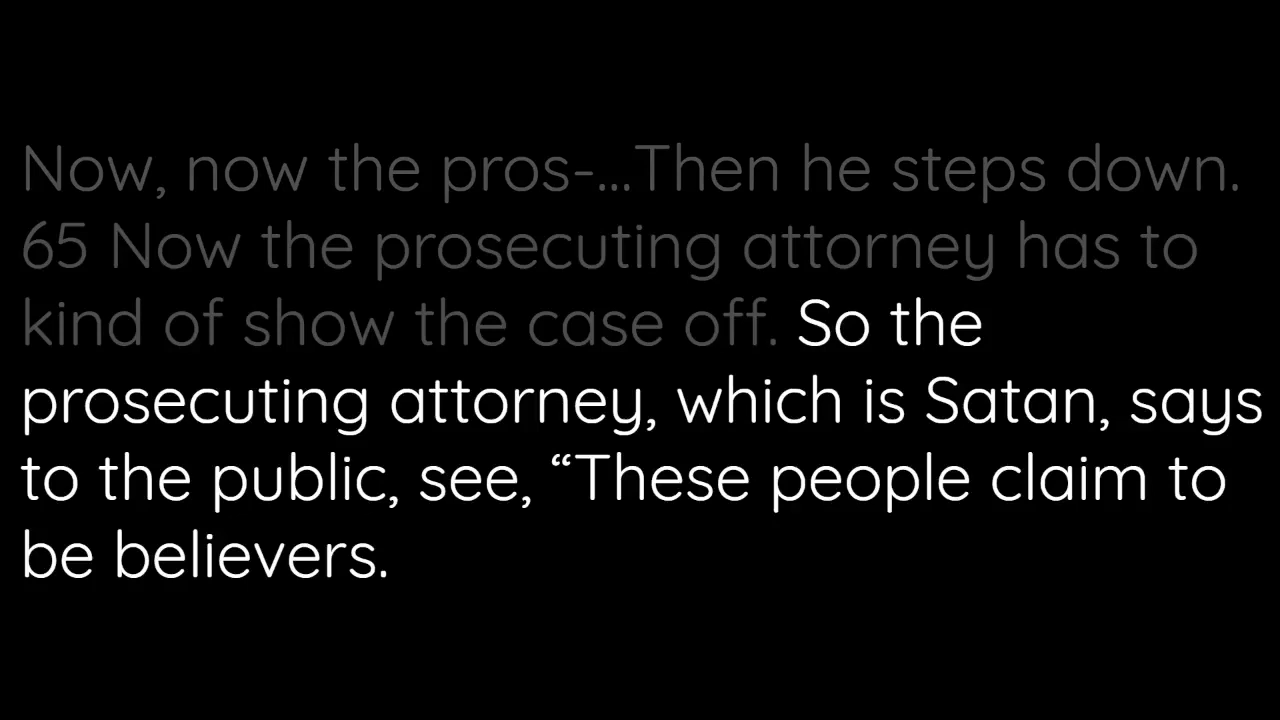 Now, now the pros-...Then he steps down.
65 Now the prosecuting attorney has to
kind of show the case off. So the
prosecuting attorney, which is Satan, says
to the public, see, “These people claim to
be believers.